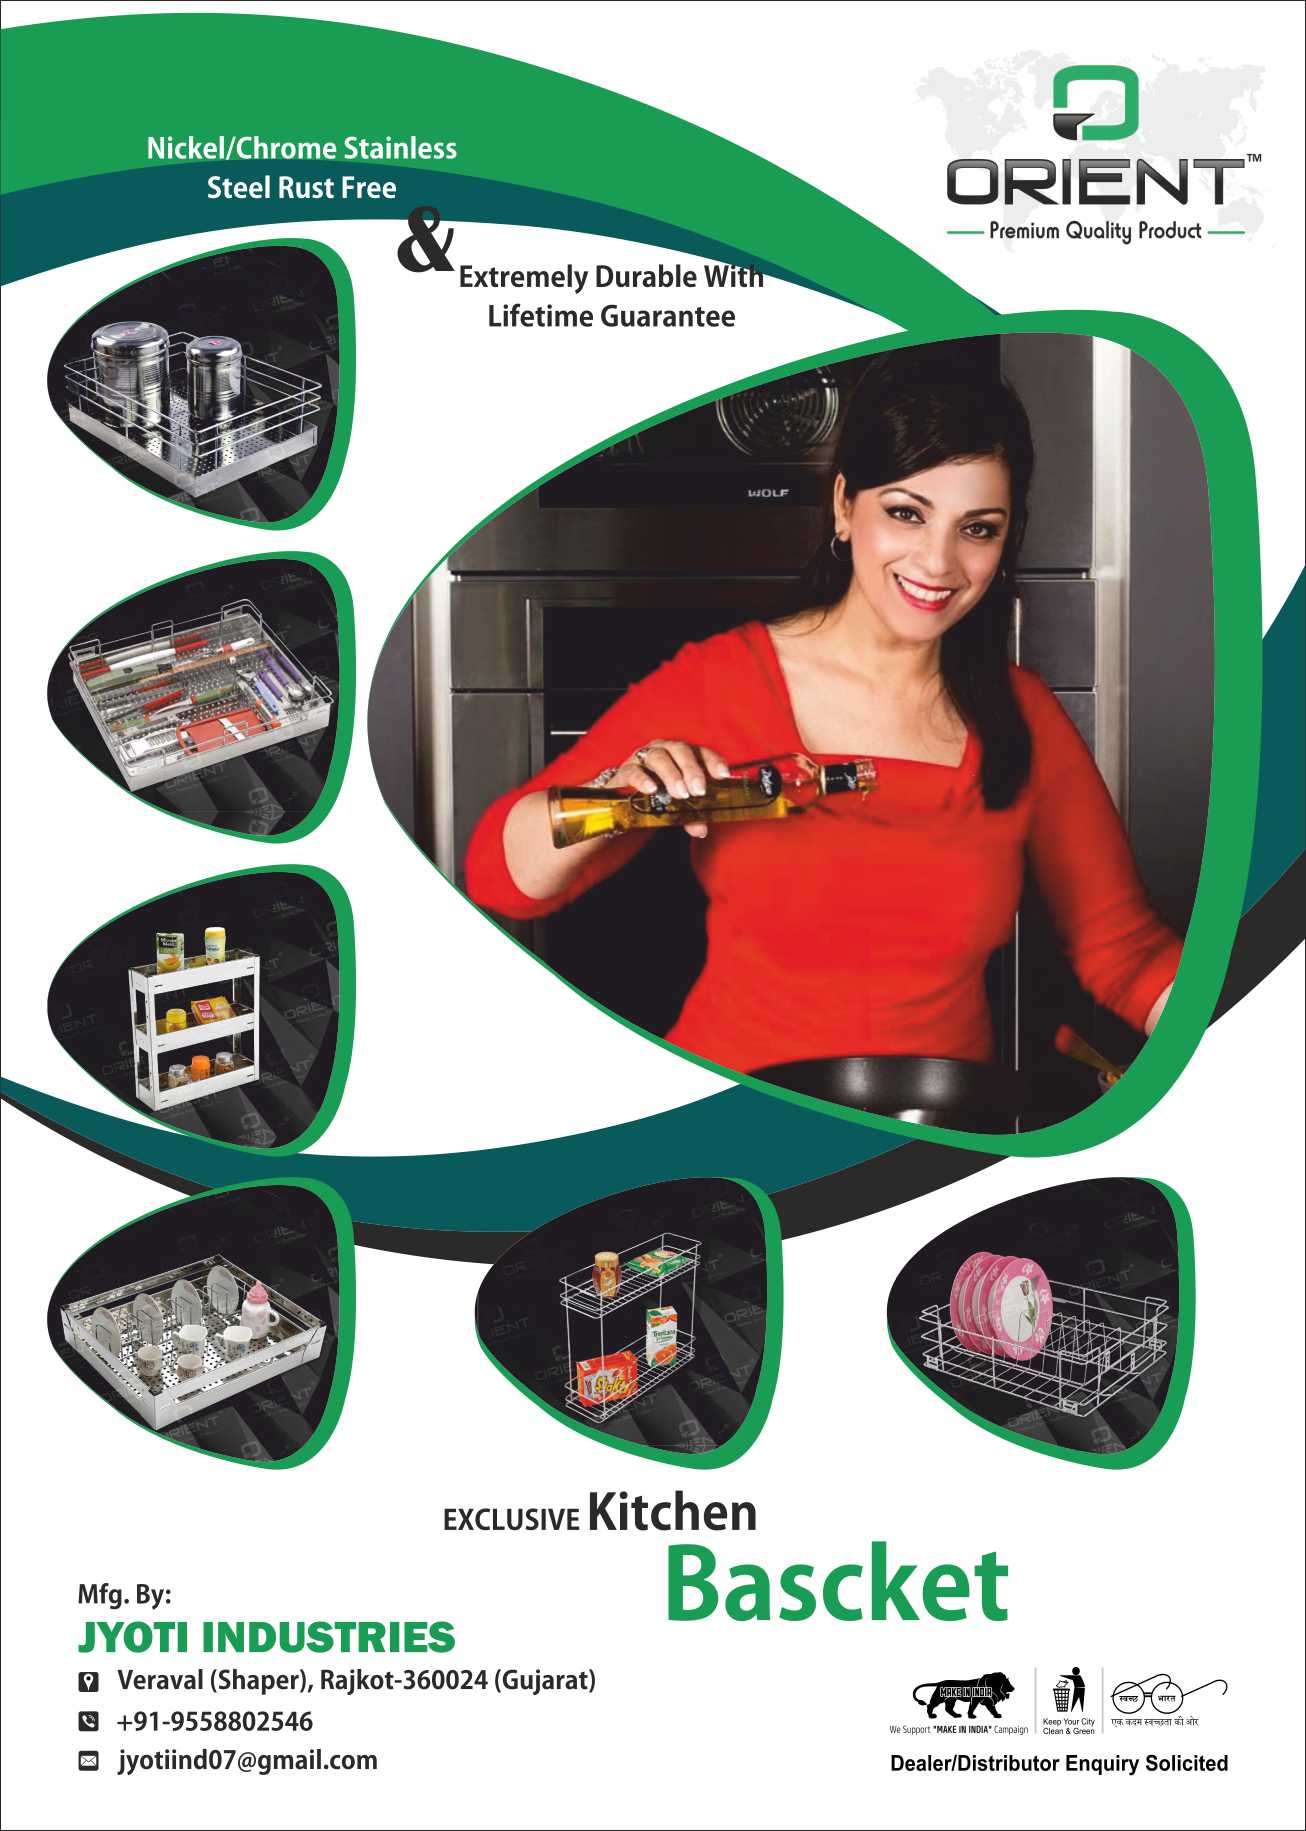 Nickel/Chrome Stainless
Steel Rust Free
&
Extremely Durable With
Lifetime Guarantee
ORIENT™
Premium Quality Product
WOLF
EXCLUSIVE Kitchen
Bascket
Mfg. By:
JYOTI INDUSTRIES
Veraval (Shaper), Rajkot-360024 (Gujarat)
+91-9558802546
jyotiind07@gmail.com
MAKE IN INDIA
We Support "MAKE IN INDIA" Campaign
Keep Your City
Clean & Green
स्वच्छ भारत
एक कदम स्वच्छता की ओर
Dealer/Distributor Enquiry Solicited